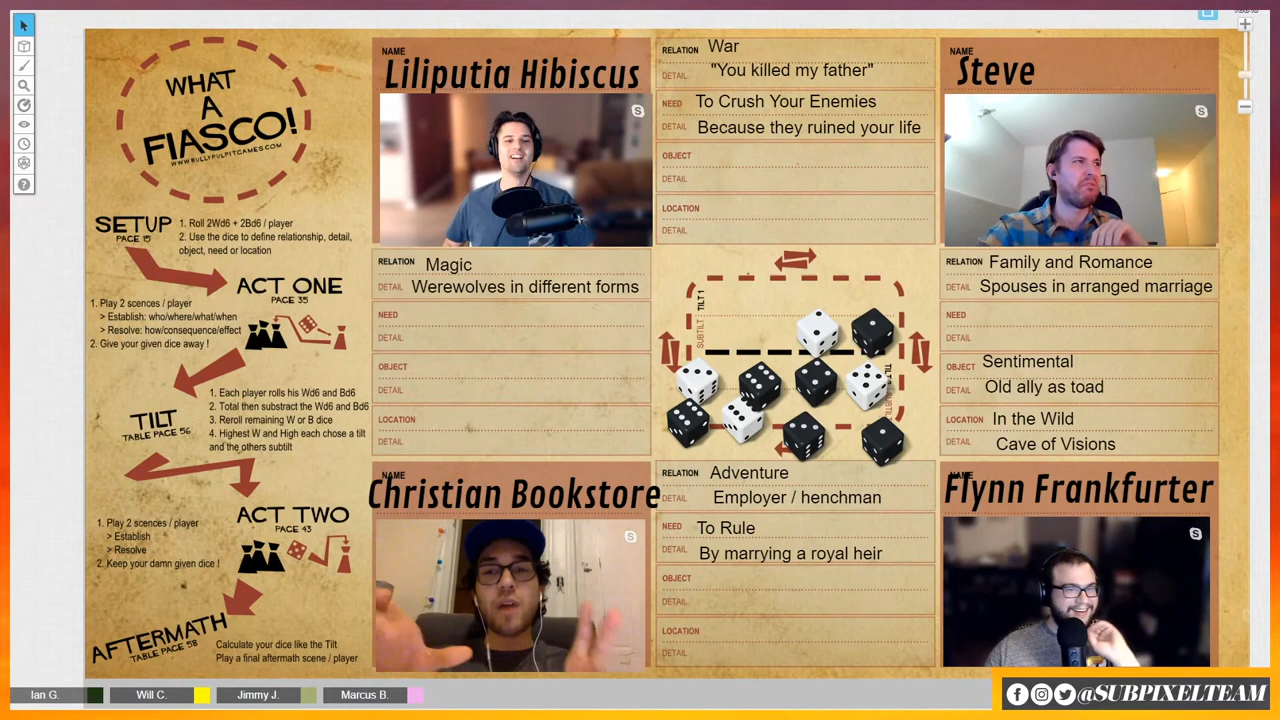 WHAT
A
FIASCO!
WWW.BULLYPULPITGAMES.COM
SETUP
PAGE 15
1. Roll 2Wd6 + 2Bd6 / player
2. Use the dice to define relationship, detail,
object, need or location
ACT ONE
PAGE 35
1. Play 2 scences / player
> Establish: who/where/what/when
> Resolve: how/consequence/effect
2. Give your given dice away !
TILT
TABLE PAGE 56
1. Each player rolls his Wd6 and Bd6
2. Total then substract the Wd6 and Bd6
3. Reroll remaining W or B dice
4. Highest W and High each chose a tilt
and the others subtilt
ACT TWO
PAGE 43
1. Play 2 scences / player
> Establish
> Resolve
2. Keep your damn given dice !
AFTERMATH
TABLE PAGE 58
Calculate your dice like the Tilt
Play a final aftermath scene / player
NAME
Liliputia Hibiscus
RELATION War
DETAIL "You killed my father"
NEED To Crush Your Enemies
DETAIL Because they ruined your life
OBJECT
DETAIL
LOCATION
DETAIL
NAME
Steve
RELATION Magic
DETAIL Werewolves in different forms
NEED
DETAIL
OBJECT
DETAIL
LOCATION
DETAIL
TILT 1
SUBTILT
RELATION Family and Romance
DETAIL Spouses in arranged marriage
NEED
DETAIL
OBJECT Sentimental
DETAIL Old ally as toad
LOCATION In the Wild
DETAIL Cave of Visions
NAME
Christian Bookstore
RELATION Adventure
DETAIL Employer / henchman
NEED To Rule
DETAIL By marrying a royal heir
OBJECT
DETAIL
LOCATION
DETAIL
NAME
Flynn Frankfurter
Ian G.
Will C.
Jimmy J.
Marcus B.
@SUBPIXELTEAM